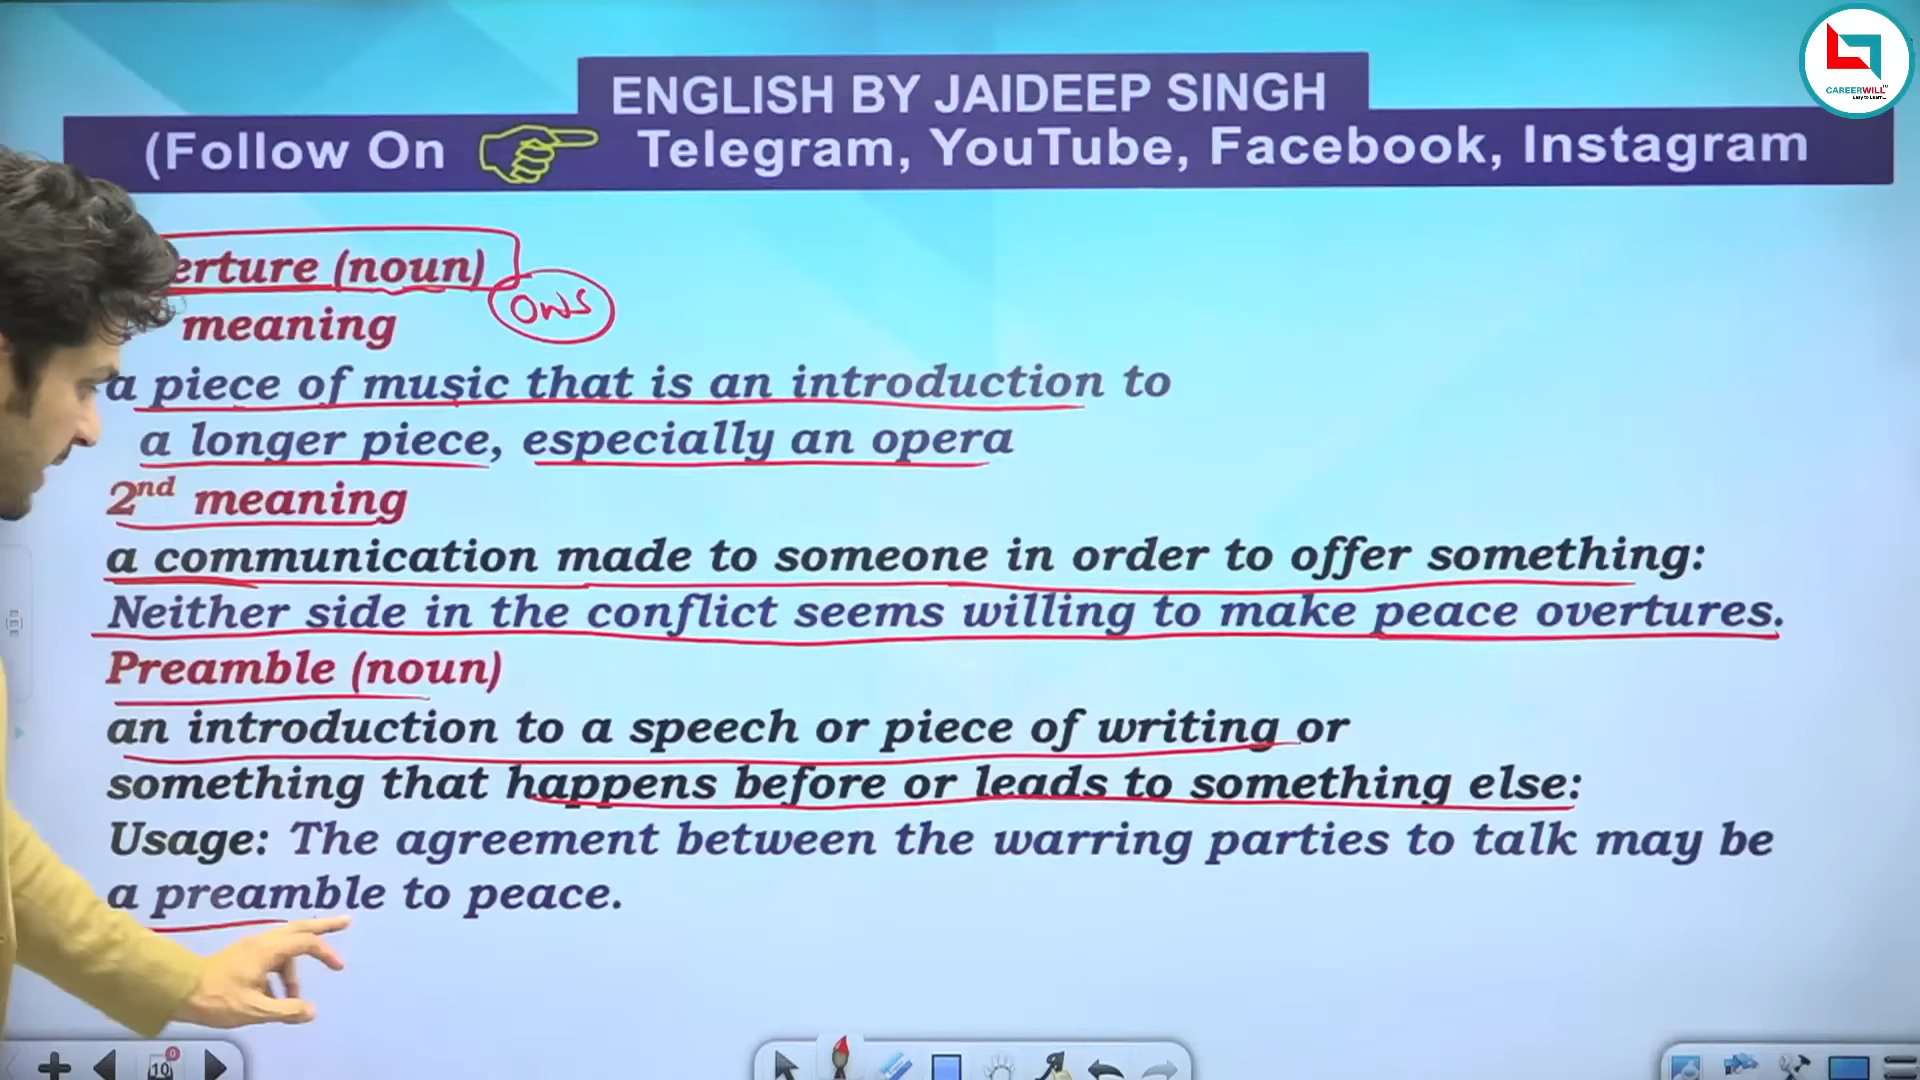 ENGLISH BY JAIDEEP SINGH
(Follow On Telegram, YouTube, Facebook, Instagram
CAREERWILL
erture (noun)
OWS
meaning
a piece of music that is an introduction to
a longer piece, especially an opera
2nd meaning
a communication made to someone in order to offer something:
Neither side in the conflict seems willing to make peace overtures.
Preamble (noun)
an introduction to a speech or piece of writing or
something that happens before or leads to something else:
Usage: The agreement between the warring parties to talk may be
a preamble to peace.
10
0